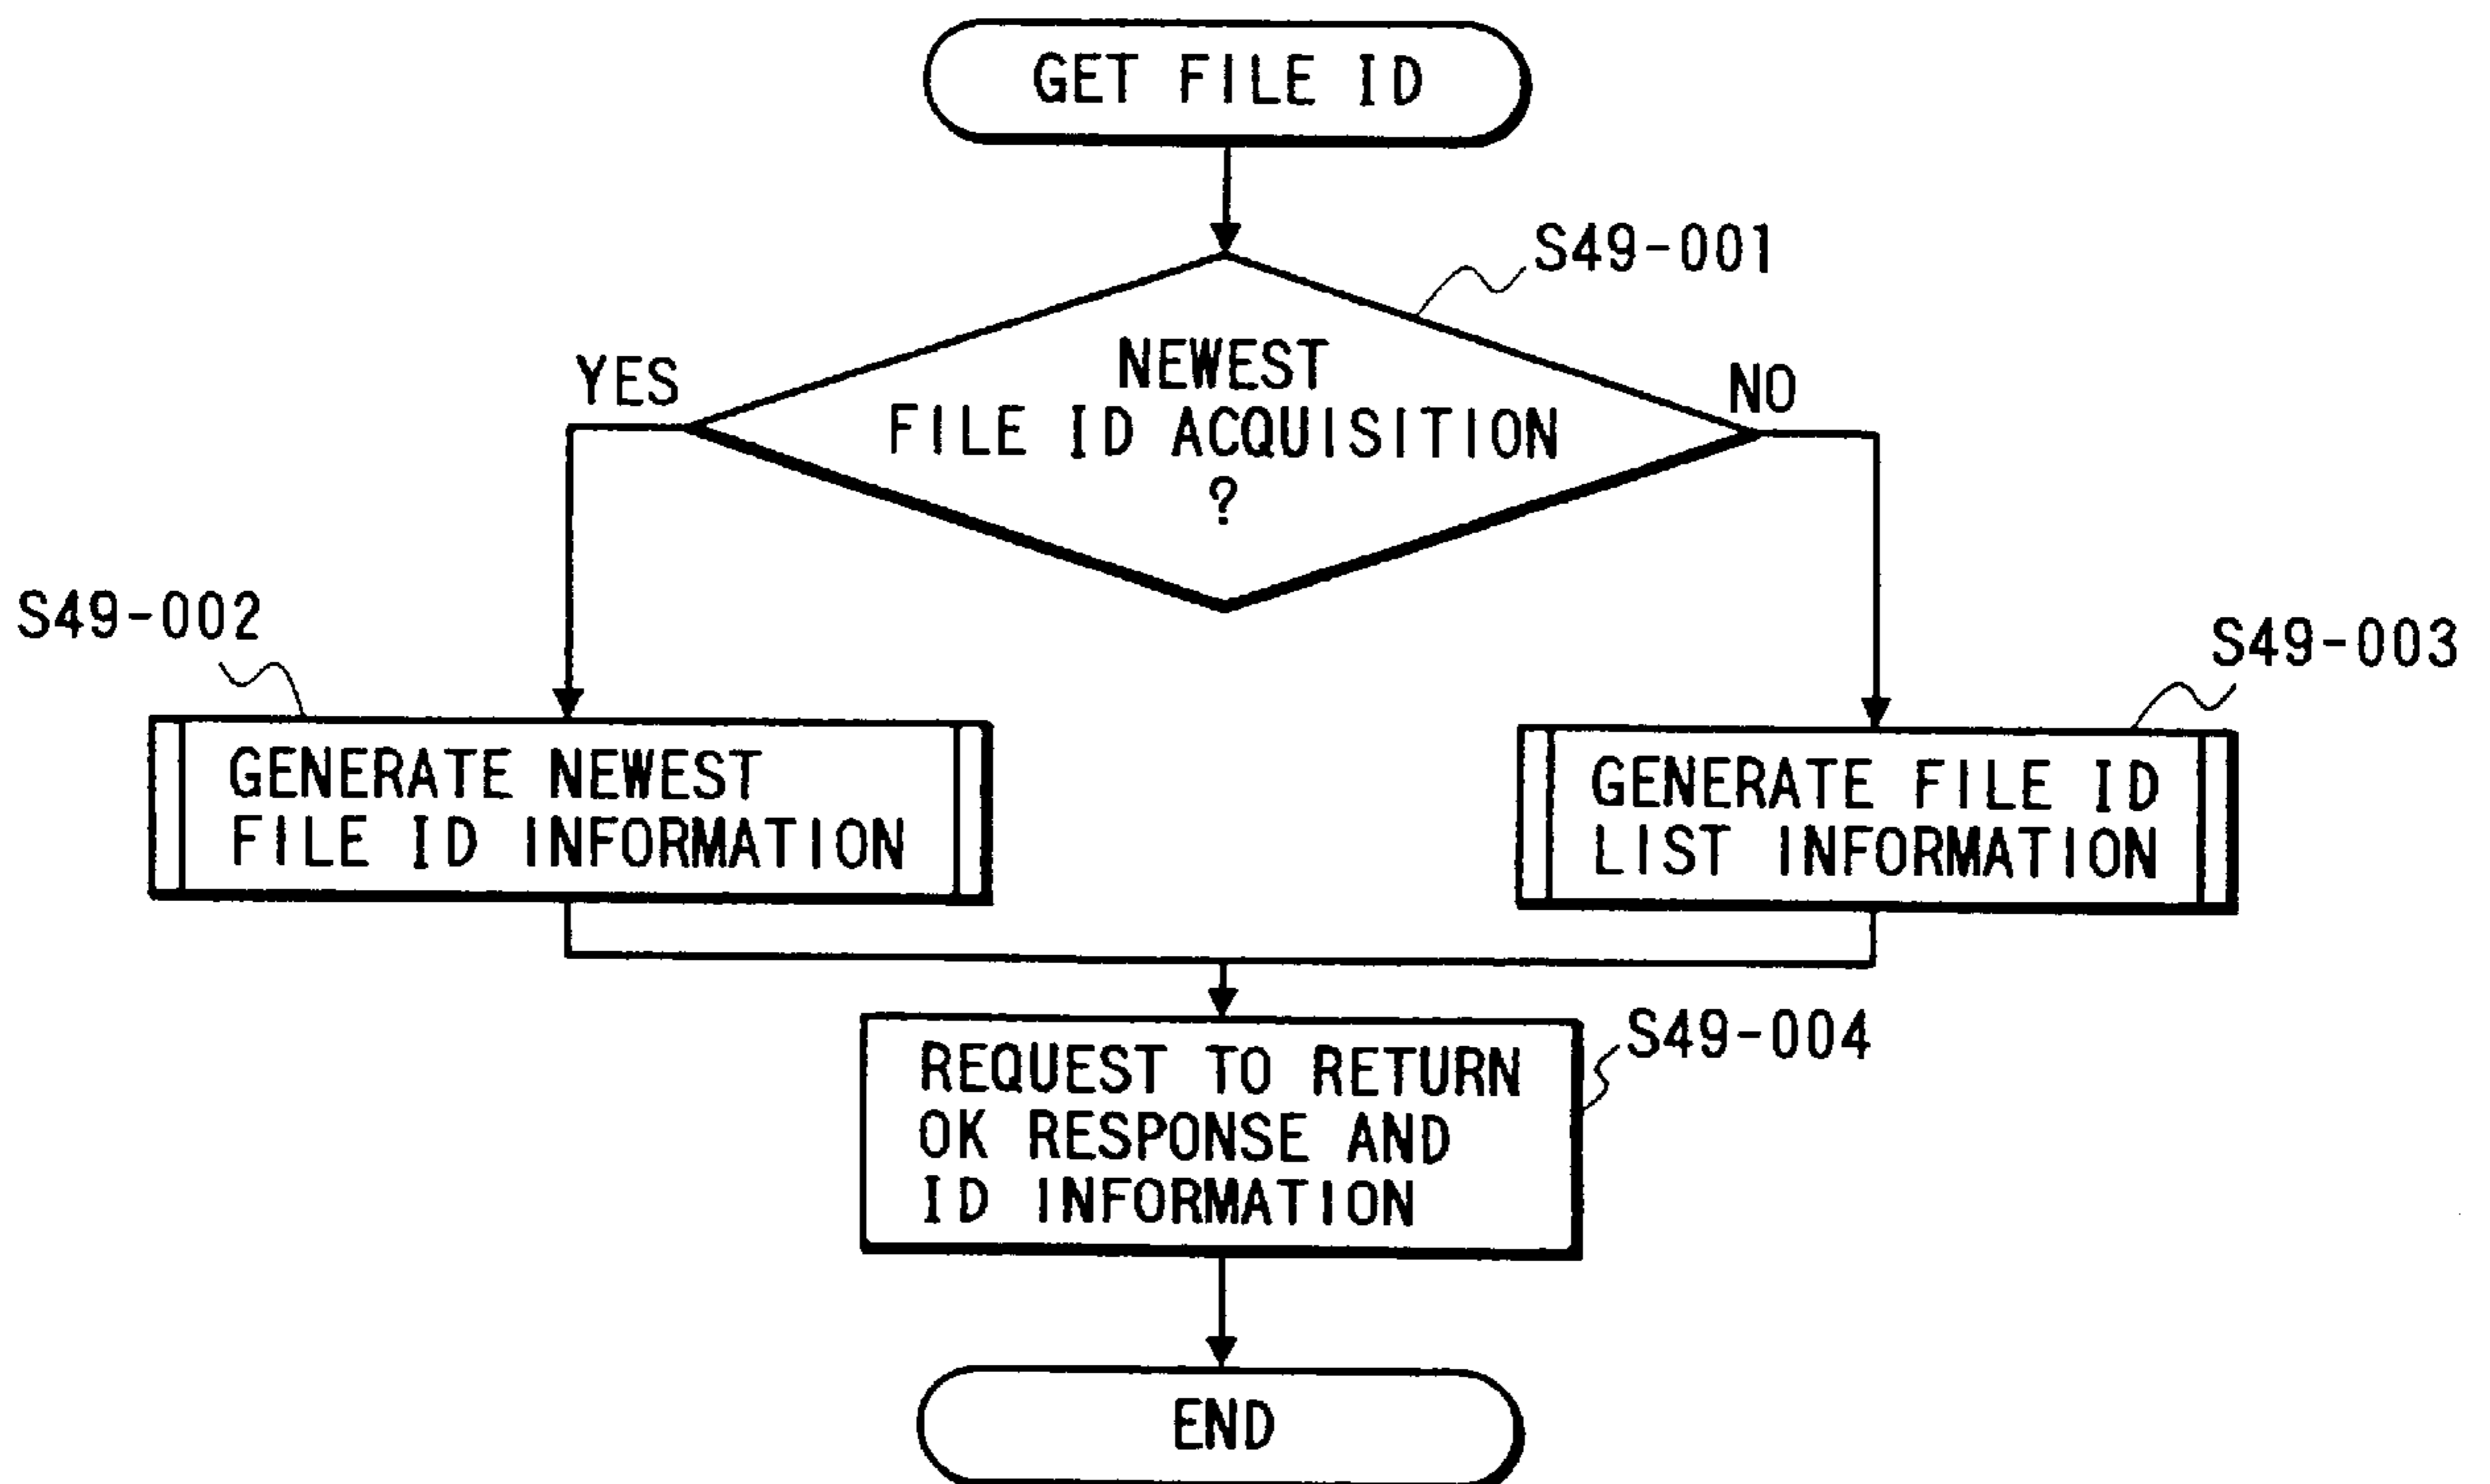 GET FILE ID
S49-001
NEWEST
FILE ID ACQUISITION
?
YES
NO
S49-002
S49-003
GENERATE NEWEST
FILE ID INFORMATION
GENERATE FILE ID
LIST INFORMATION
S49-004
REQUEST TO RETURN
OK RESPONSE AND
ID INFORMATION
END